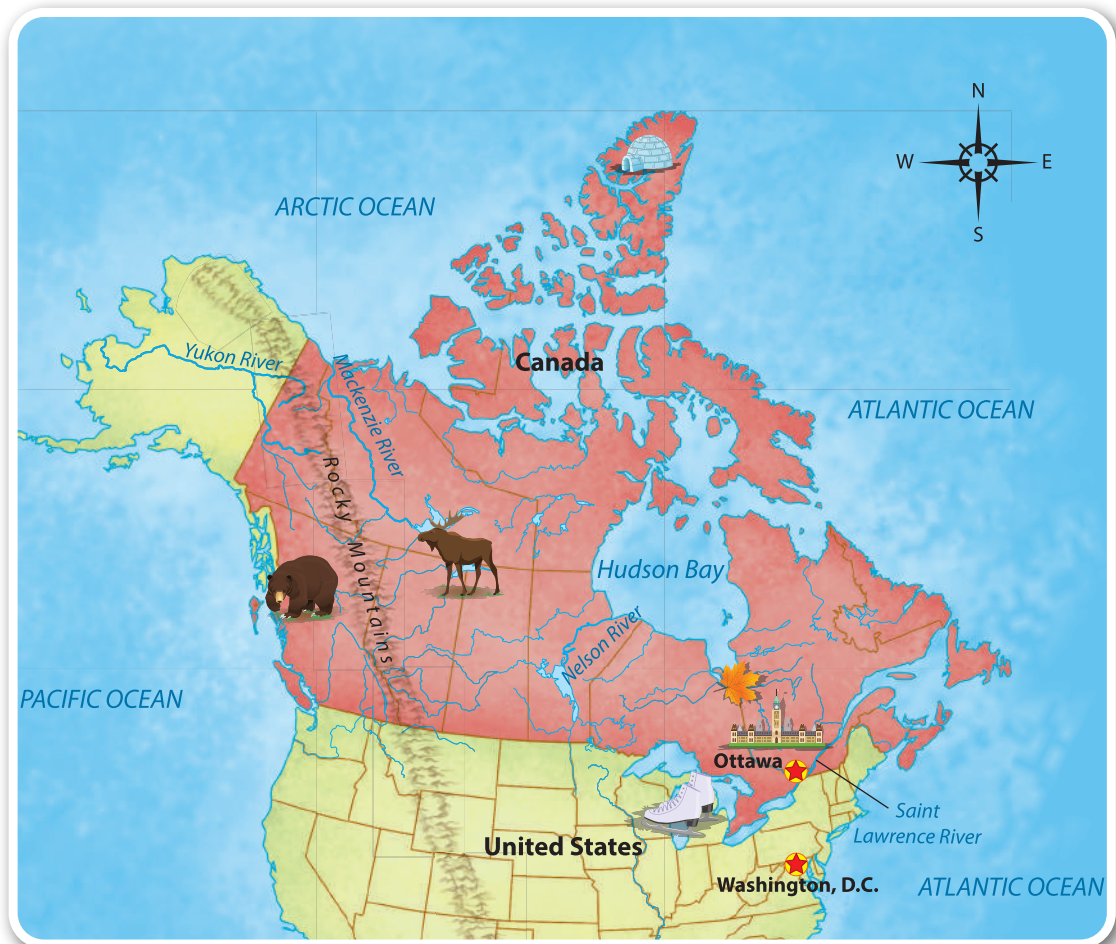 N
W
E
S
ARCTIC OCEAN
Yukon River
Mackenzie River
Canada
ATLANTIC OCEAN
Rocky Mountains
Hudson Bay
Nelson River
PACIFIC OCEAN
Ottawa
Saint
Lawrence River
United States
Washington, D.C.
ATLANTIC OCEAN